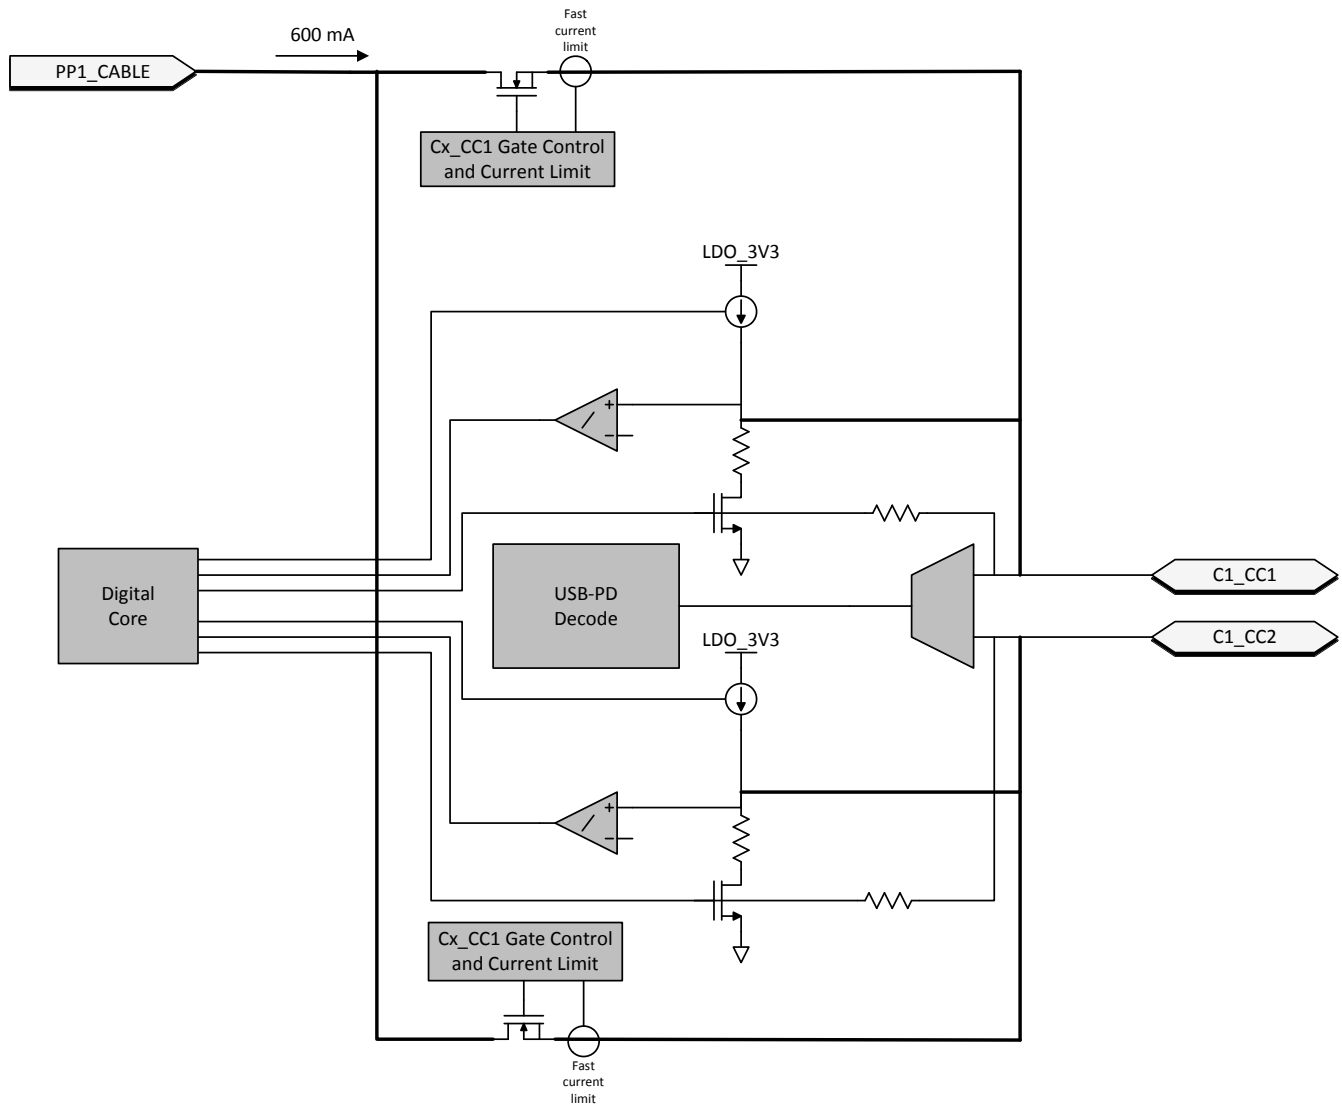 600 mA
Fast
current
limit
PP1_CABLE
Cx_CC1 Gate Control
and Current Limit
LDO_3V3
+
−
Digital
Core
USB-PD
Decode
C1_CC1
C1_CC2
LDO_3V3
+
−
Cx_CC1 Gate Control
and Current Limit
Fast
current
limit